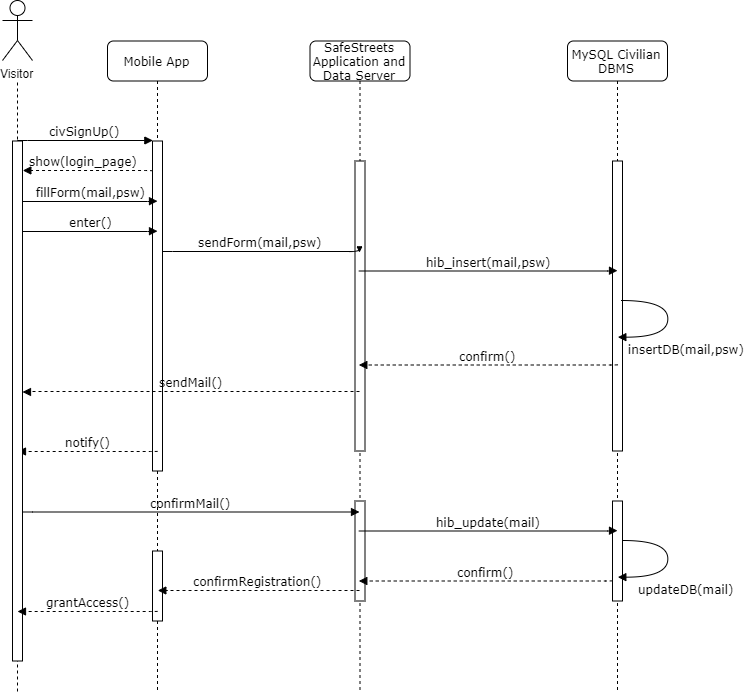 Visitor
Mobile App
SafeStreets
Application and
Data Server
MySQL Civilian
DBMS
civSignUp()
show(login_page)
fillForm(mail,psw)
enter()
sendForm(mail,psw)
hib_insert(mail,psw)
insertDB(mail,psw)
confirm()
sendMail()
notify()
confirmMail()
hib_update(mail)
confirm()
updateDB(mail)
confirmRegistration()
grantAccess()